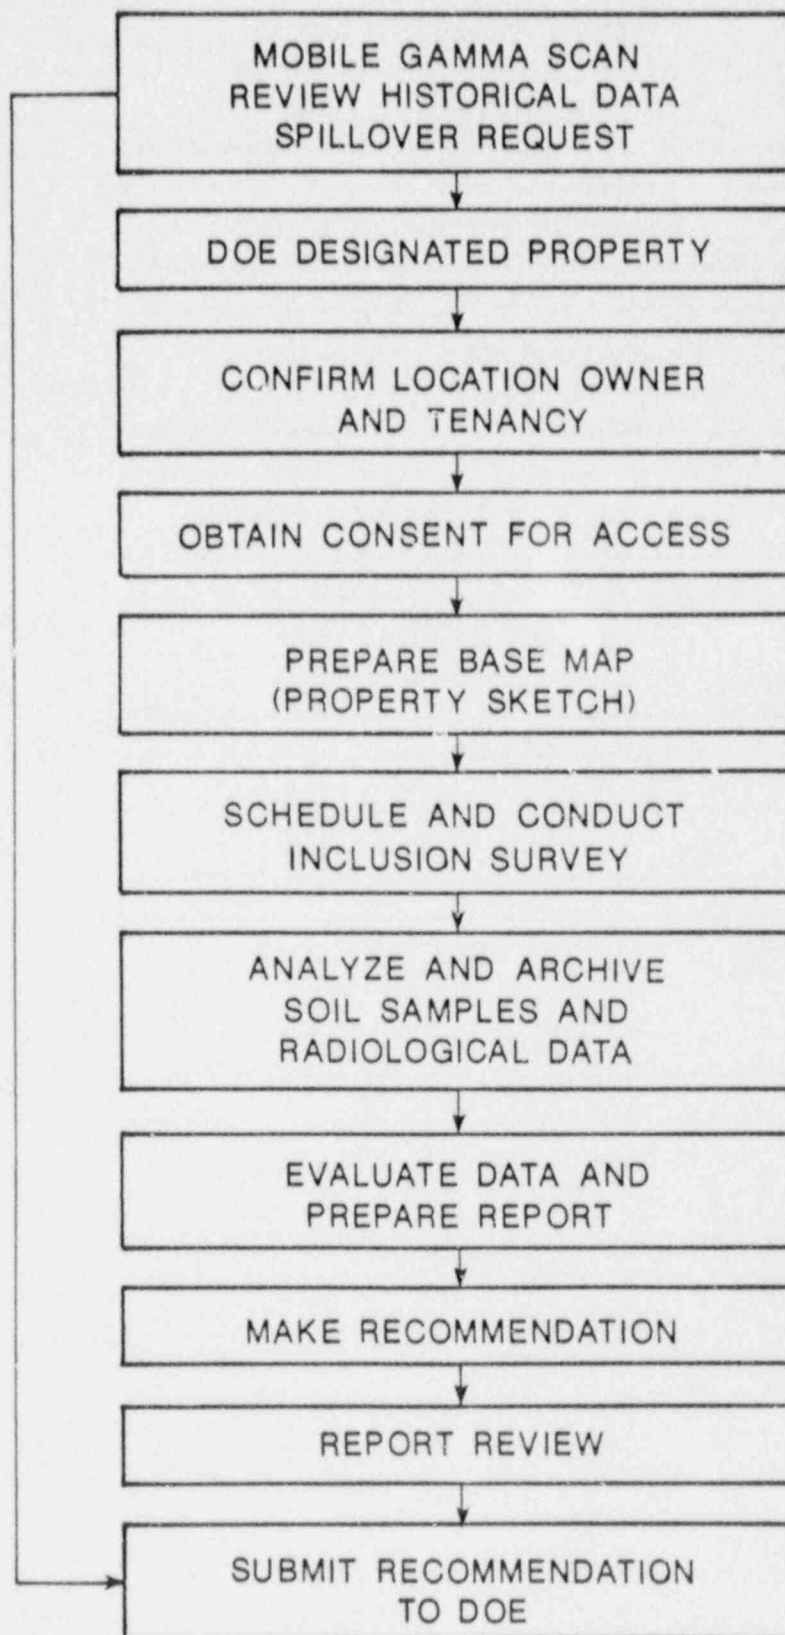 MOBILE GAMMA SCAN
REVIEW HISTORICAL DATA
SPILLOVER REQUEST
DOE DESIGNATED PROPERTY
CONFIRM LOCATION OWNER
AND TENANCY
OBTAIN CONSENT FOR ACCESS
PREPARE BASE MAP
(PROPERTY SKETCH)
SCHEDULE AND CONDUCT
INCLUSION SURVEY
ANALYZE AND ARCHIVE
SOIL SAMPLES AND
RADIOLOGICAL DATA
EVALUATE DATA AND
PREPARE REPORT
MAKE RECOMMENDATION
REPORT REVIEW
SUBMIT RECOMMENDATION
TO DOE